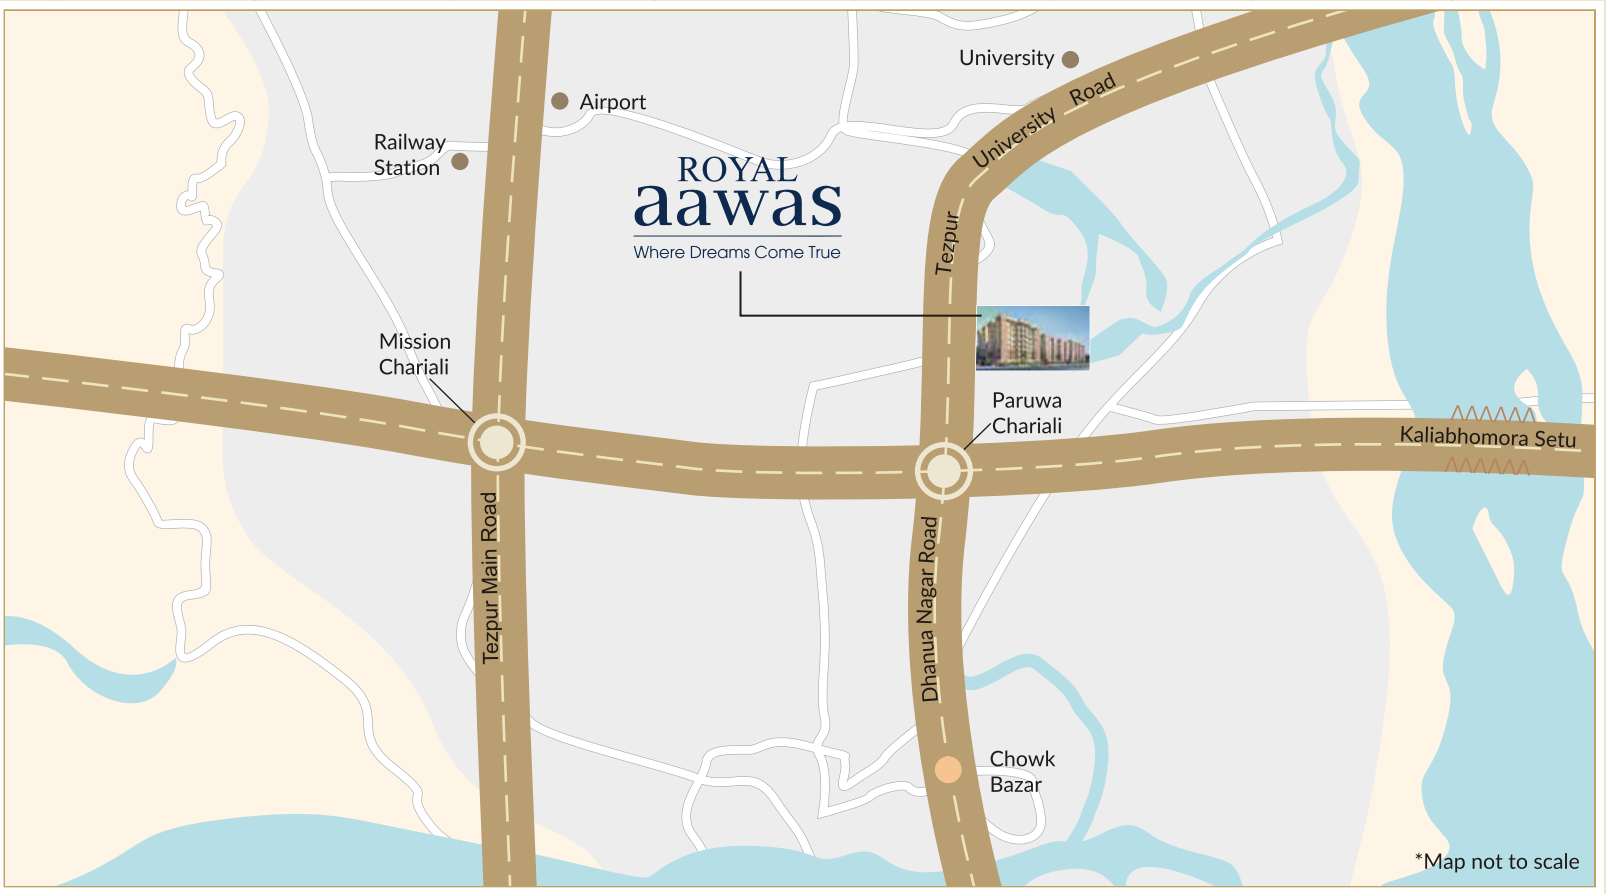 University
Airport
Tezpur University Road
Railway
Station
ROYAL
aawas
Where Dreams Come True
Mission
Chariali
Paruwa
Chariali
Kaliabhomora Setu
Tezpur Main Road
Dhanua Nagar Road
Chowk
Bazar
*Map not to scale